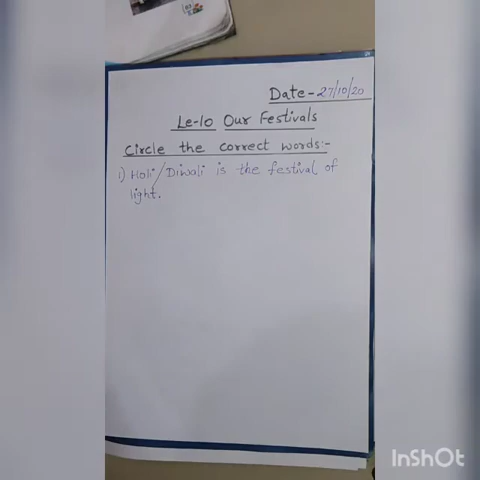 Date-27/10/20
Le-10 Our Festivals
Circle the correct words:-
1) Holi/Diwali is the festival of
light.
InShOt